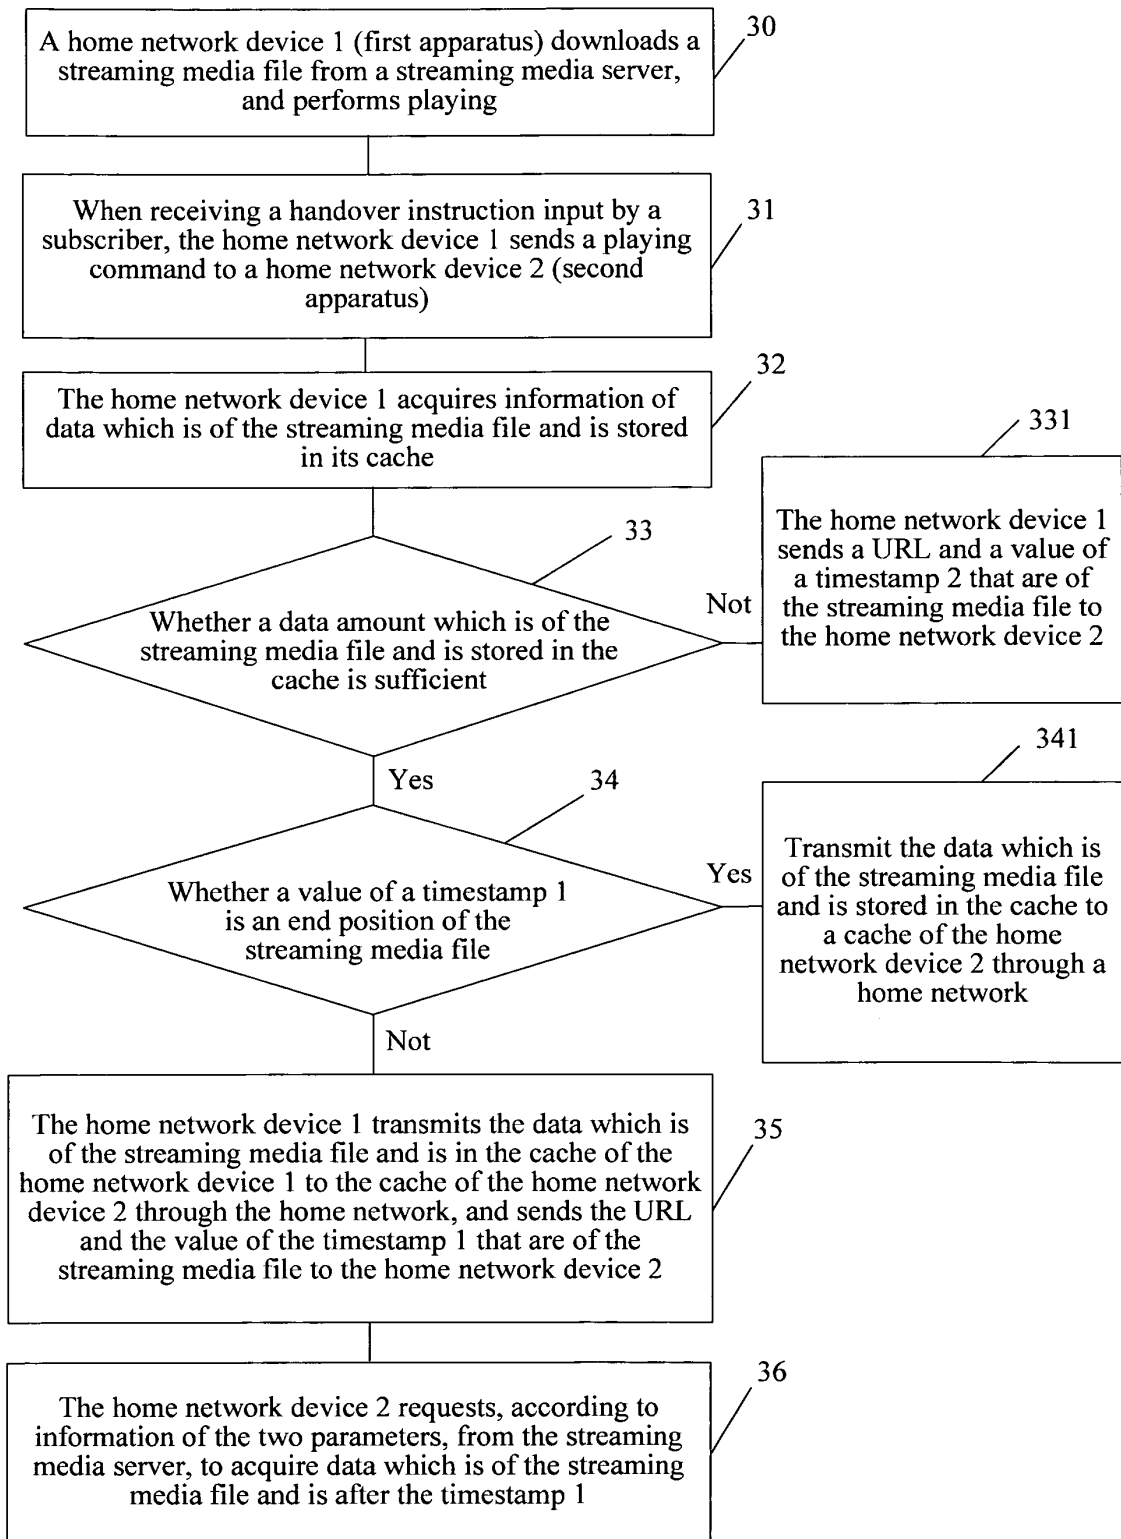 A home network device 1 (first apparatus) downloads a
streaming media file from a streaming media server,
and performs playing
30
When receiving a handover instruction input by a
subscriber, the home network device 1 sends a playing
command to a home network device 2 (second
apparatus)
31
The home network device 1 acquires information of
data which is of the streaming media file and is stored
in its cache
32
Whether a data amount which is of the
streaming media file and is stored in the
cache is sufficient
33
Not
331
The home network device 1
sends a URL and a value of
a timestamp 2 that are of
the streaming media file to
the home network device 2
Yes
34
Whether a value of a timestamp 1
is an end position of the
streaming media file
Yes
341
Transmit the data which is
of the streaming media file
and is stored in the cache to
a cache of the home
network device 2 through a
home network
Not
The home network device 1 transmits the data which is
of the streaming media file and is in the cache of the
home network device 1 to the cache of the home network
device 2 through the home network, and sends the URL
and the value of the timestamp 1 that are of the
streaming media file to the home network device 2
35
The home network device 2 requests, according to
information of the two parameters, from the streaming
media server, to acquire data which is of the streaming
media file and is after the timestamp 1
36